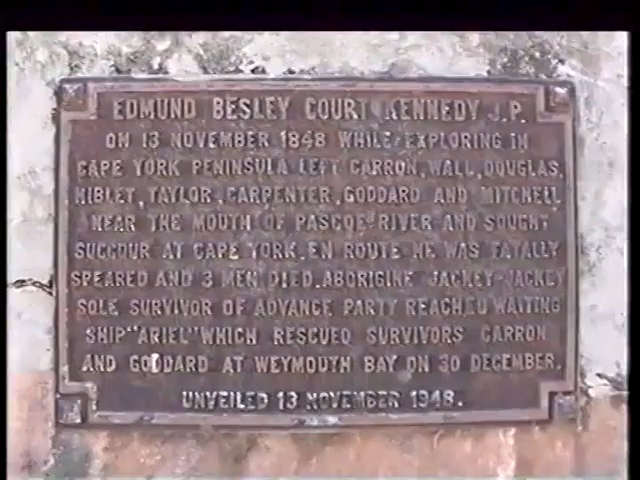 EDMUND BESLEY COURT KENNEDY J.P.
ON 13 NOVEMBER 1848 WHILE EXPLORING IN
CAPE YORK PENINSULA LEFT CARRON, WALL, DOUGLAS,
NIBLET, TAYLOR, CARPENTER, GODDARD AND MITCHELL
NEAR THE MOUTH OF PASCOE RIVER AND SOUGHT
SUCCOUR AT CAPE YORK. EN ROUTE HE WAS FATALLY
SPEARED AND 3 MEN DIED. ABORIGINE JACKEY-JACKEY
SOLE SURVIVOR OF ADVANCE PARTY REACHED WAITING
SHIP "ARIEL" WHICH RESCUED SURVIVORS CARRON
AND GODDARD AT WEYMOUTH BAY ON 30 DECEMBER.
UNVEILED 13 NOVEMBER 1948.